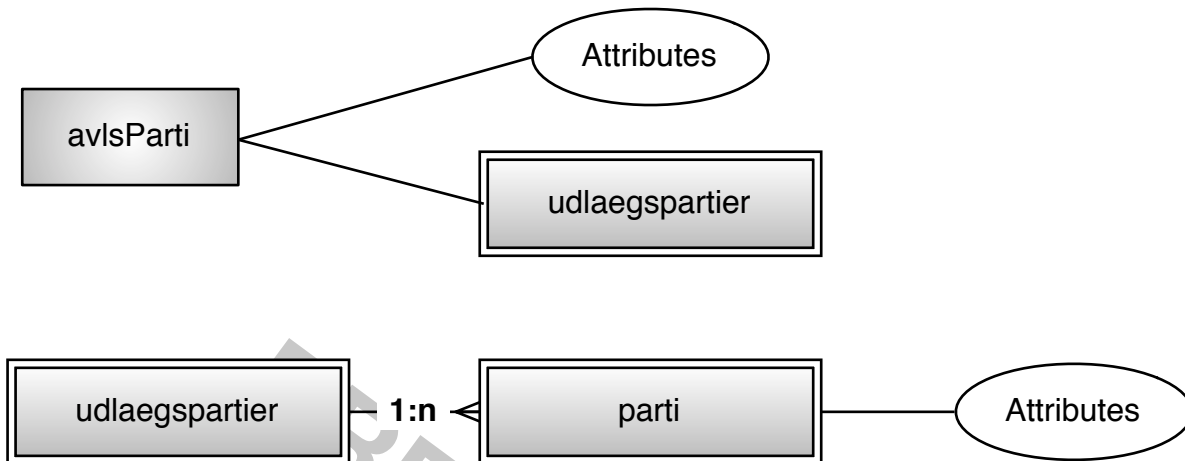 Attributes
avlsParti
udlaegspartier
udlaegspartier
1:n
parti
Attributes